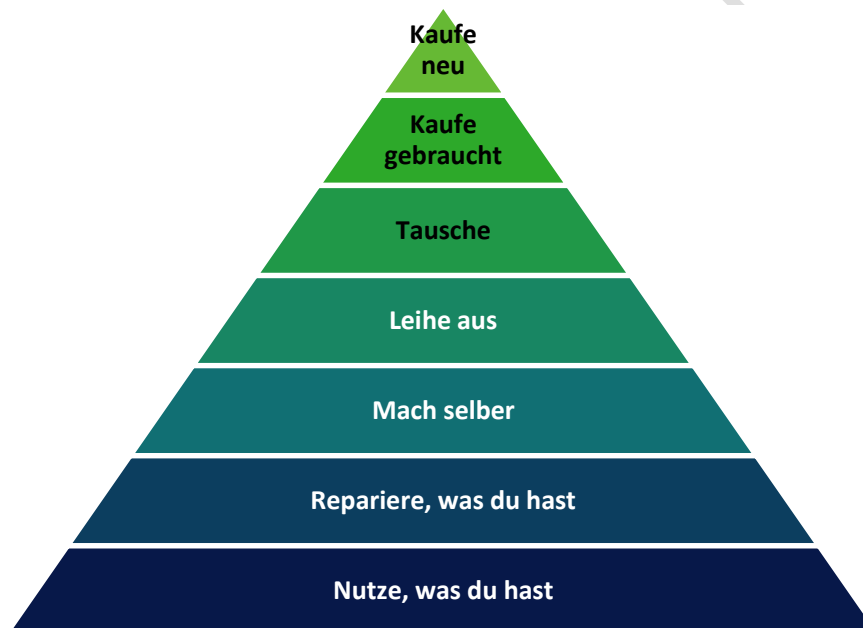 Kaufe
neu
Kaufe
gebraucht
Tausche
Leihe aus
Mach selber
Repariere, was du hast
Nutze, was du hast